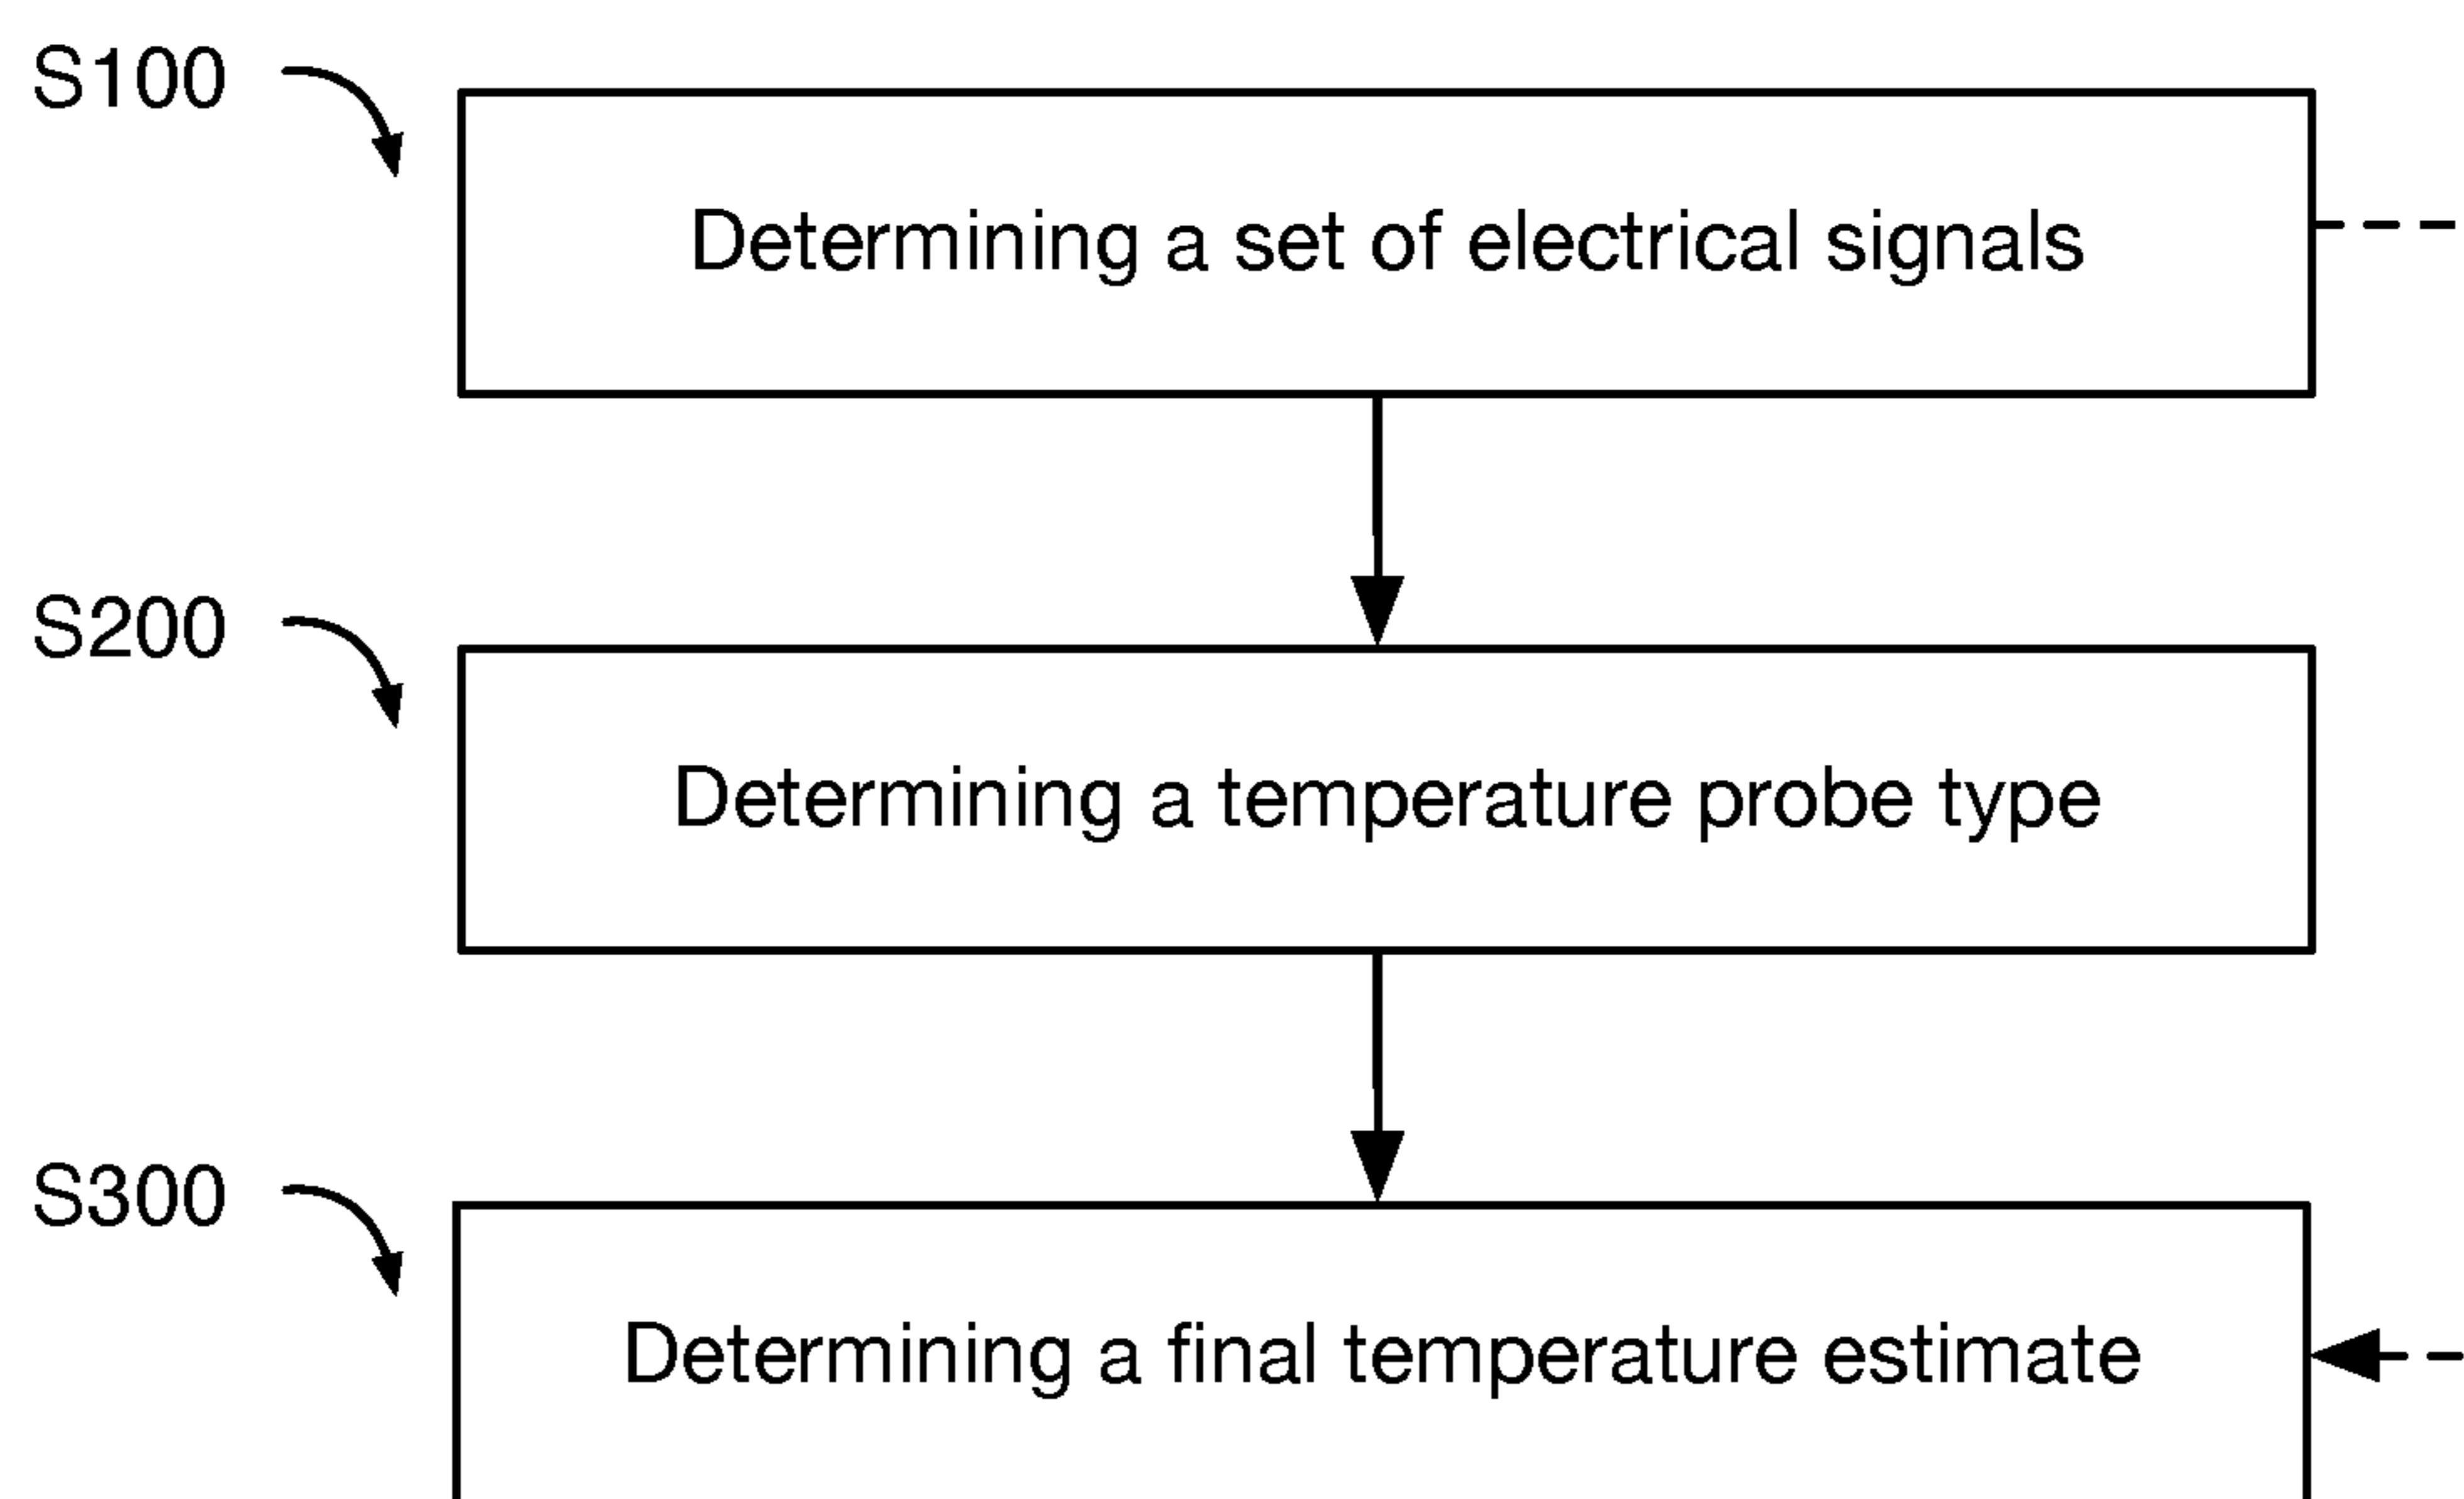 S100
Determining a set of electrical signals
S200
Determining a temperature probe type
S300
Determining a final temperature estimate